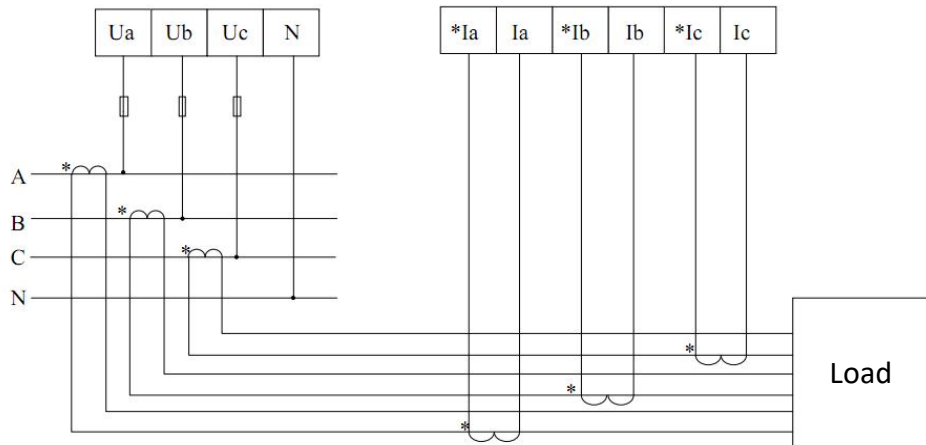 Ua Ub Uc N
*Ia Ia *Ib Ib *Ic Ic
* A
* B
* C
N
*
*
*
Load